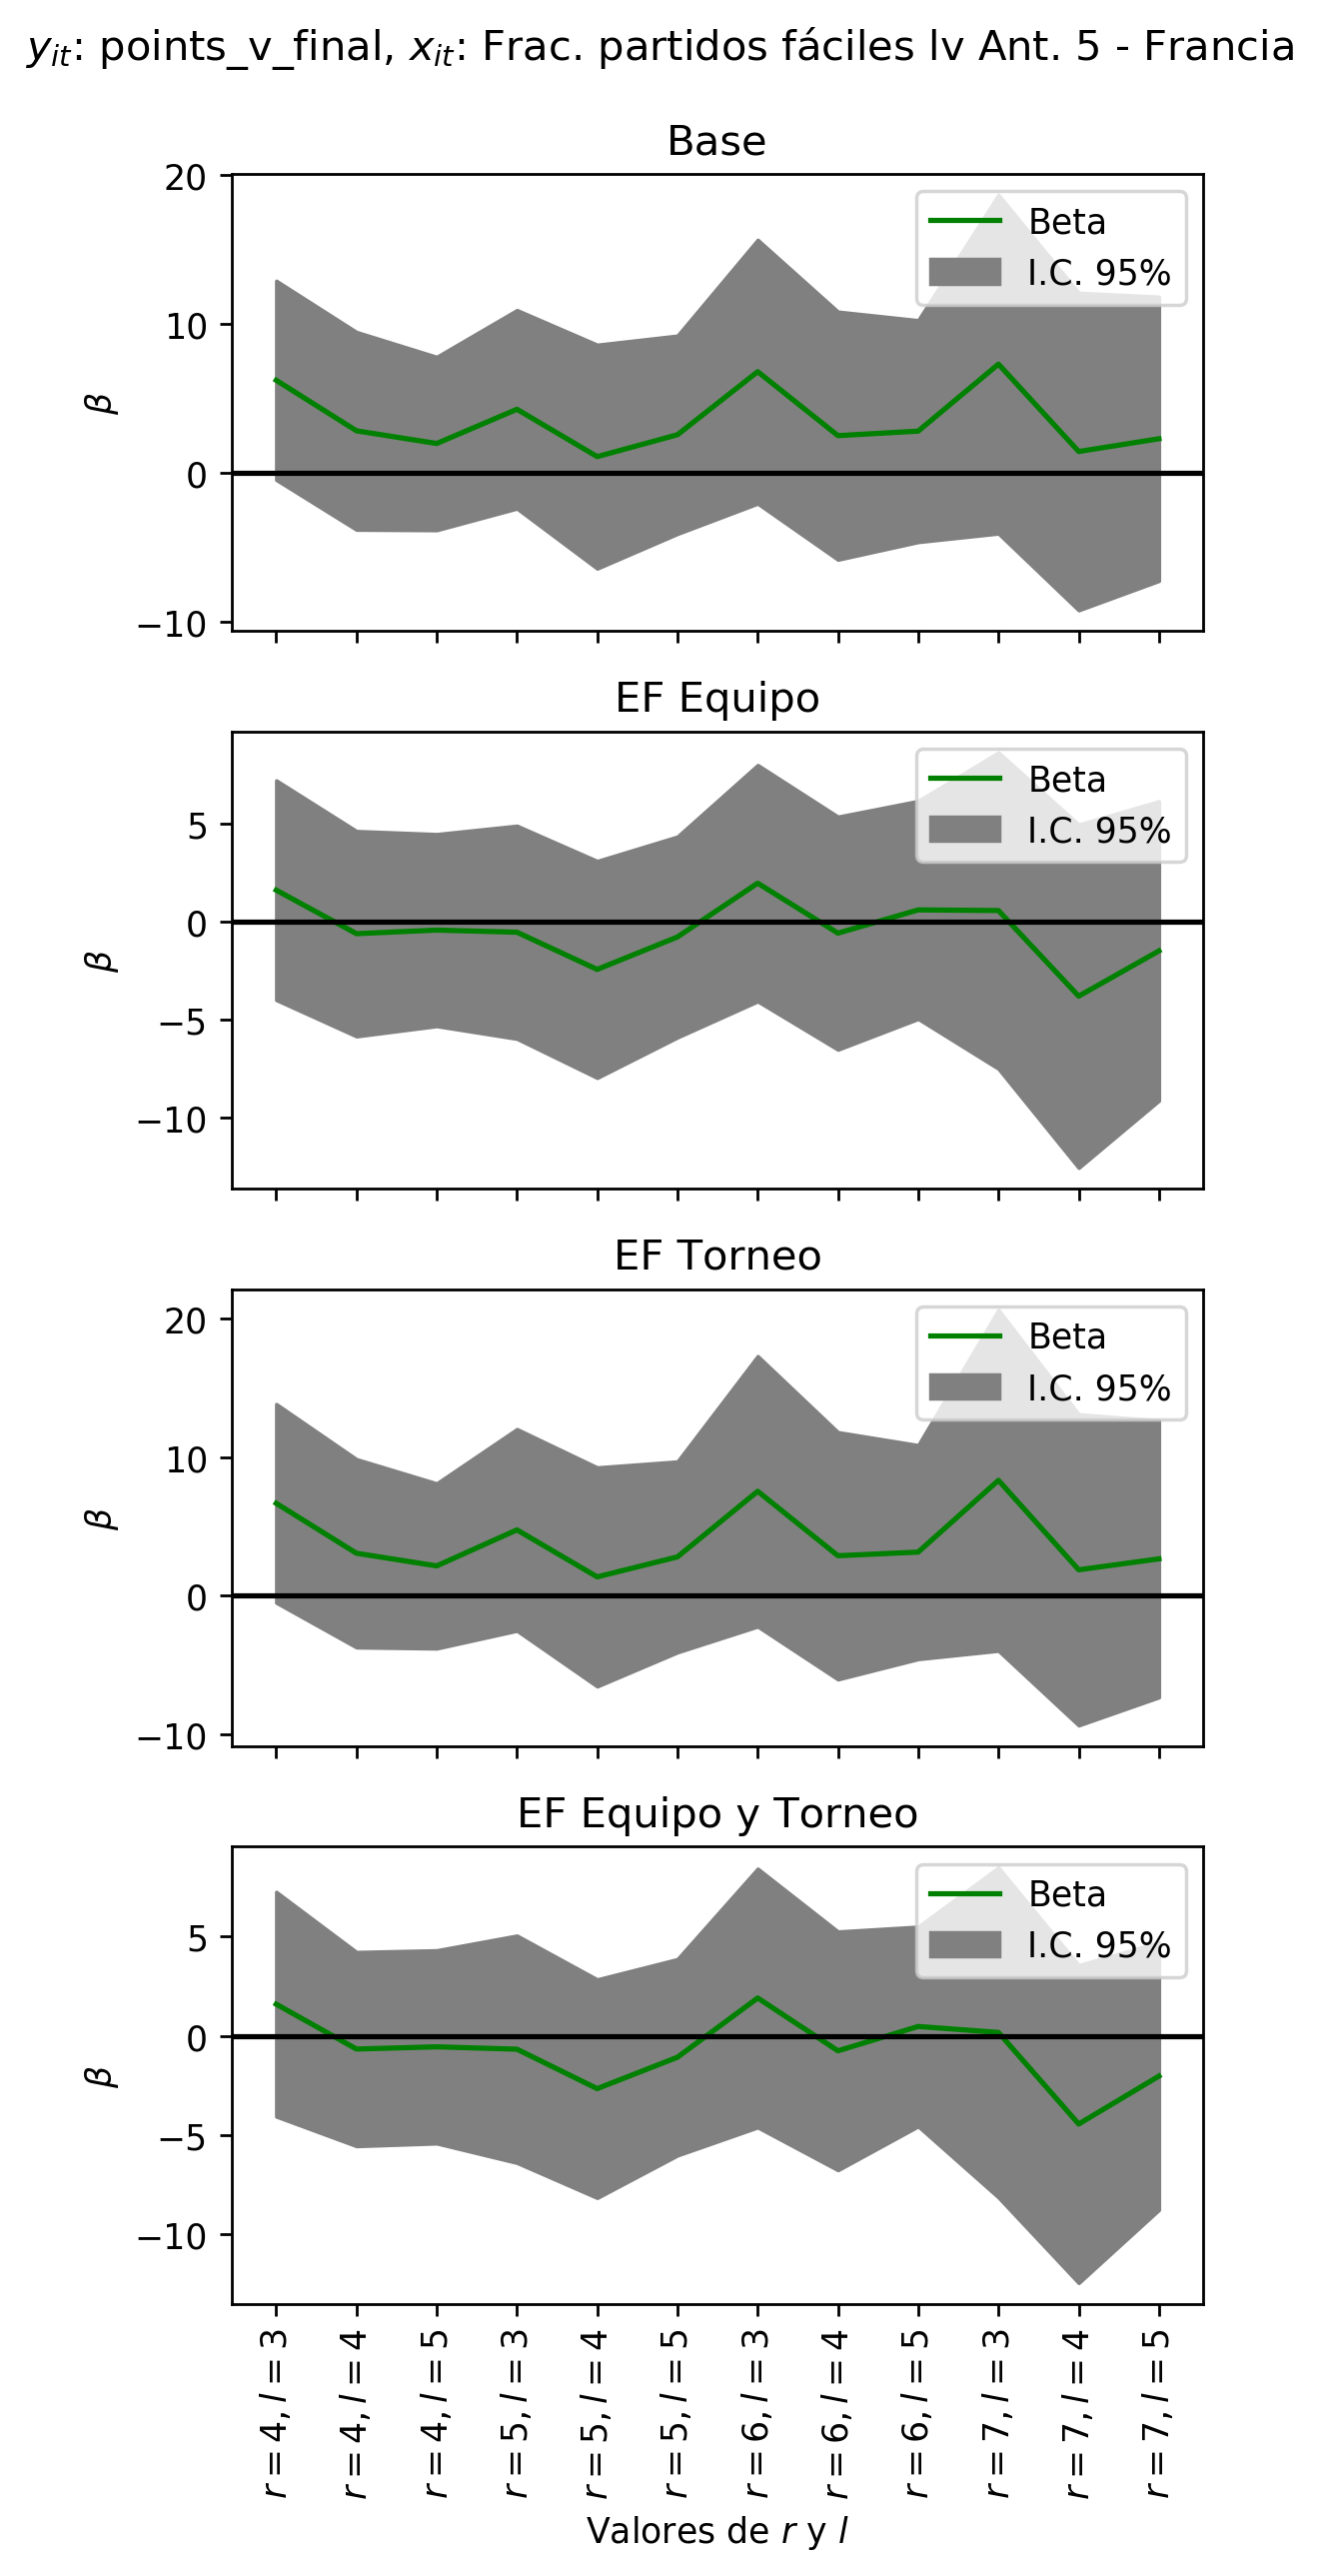 y_it: points_v_final, x_it: Frac. partidos fáciles lv Ant. 5 - Francia
Base
20
10
0
−10
β
Beta
I.C. 95%
EF Equipo
5
0
−5
−10
β
Beta
I.C. 95%
EF Torneo
20
10
0
−10
β
Beta
I.C. 95%
EF Equipo y Torneo
5
0
−5
−10
β
Beta
I.C. 95%
r = 4, l = 3
r = 4, l = 4
r = 4, l = 5
r = 5, l = 3
r = 5, l = 4
r = 5, l = 5
r = 6, l = 3
r = 6, l = 4
r = 6, l = 5
r = 7, l = 3
r = 7, l = 4
r = 7, l = 5
Valores de r y l